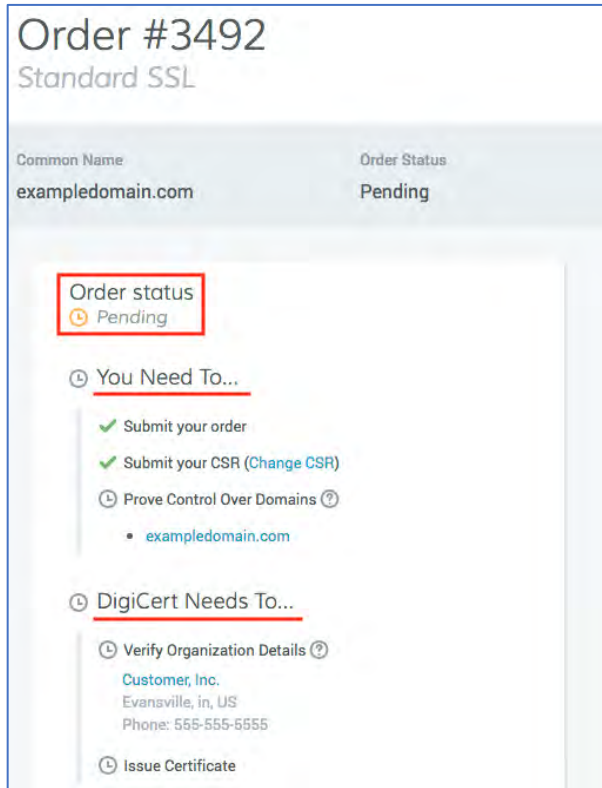 Order #3492
Standard SSL
Common Name
Order Status
exampledomain.com
Pending
Order status
Pending
You Need To...
Submit your order
Submit your CSR (Change CSR)
Prove Control Over Domains ?
• exampledomain.com
DigiCert Needs To...
Verify Organization Details ?
Customer, Inc.
Evansville, in, US
Phone: 555-555-5555
Issue Certificate